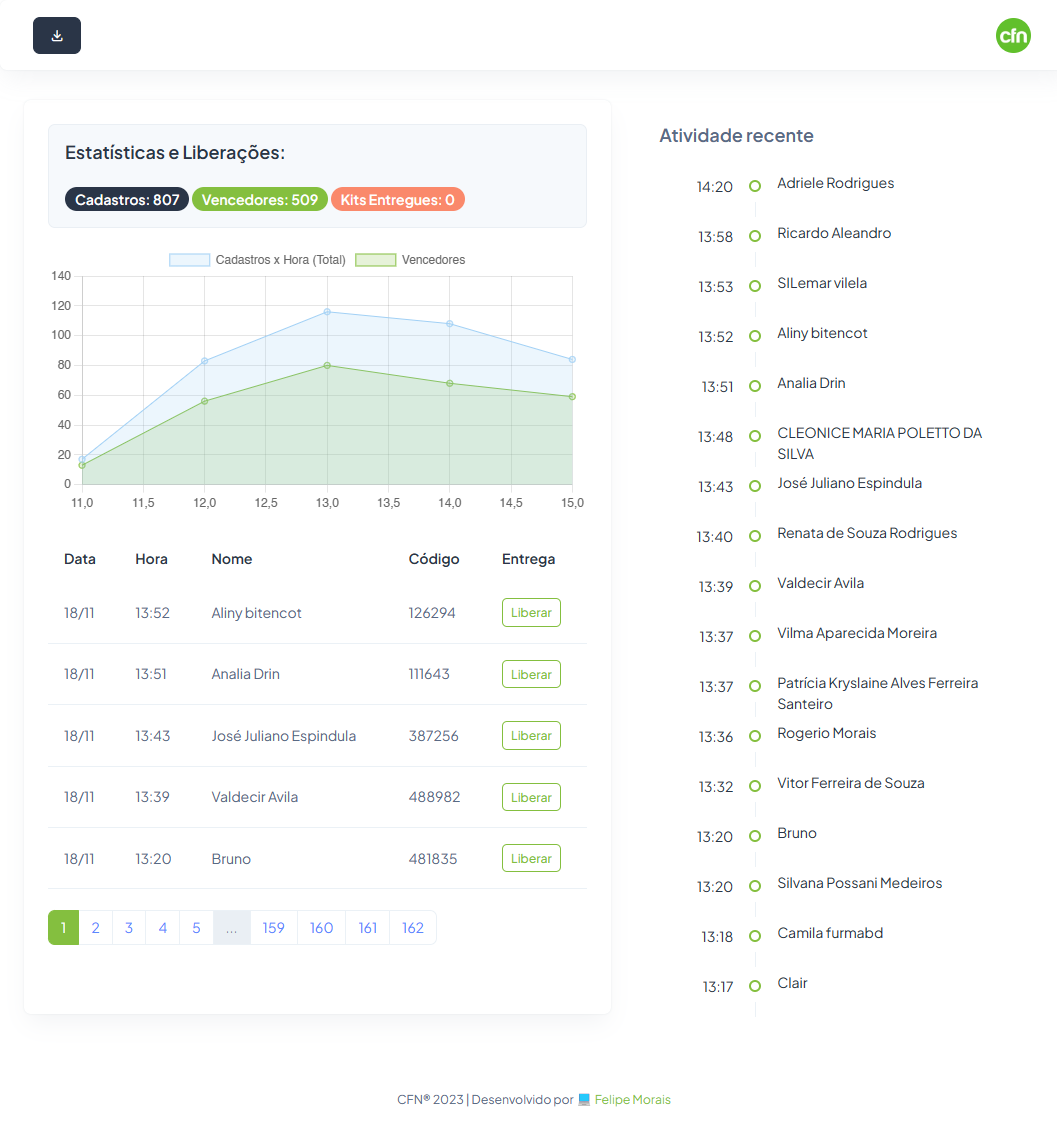 cfn
Estatísticas e Liberações:
Cadastros: 807 Vencedores: 509 Kits Entregues: 0
Cadastros x Hora (Total) Vencedores
140
120
100
80
60
40
20
0
11,0 11,5 12,0 12,5 13,0 13,5 14,0 14,5 15,0
Data Hora Nome Código Entrega
18/11 13:52 Aliny bitencot 126294 Liberar
18/11 13:51 Analia Drin 111643 Liberar
18/11 13:43 José Juliano Espindula 387256 Liberar
18/11 13:39 Valdecir Avila 488982 Liberar
18/11 13:20 Bruno 481835 Liberar
1 2 3 4 5 ... 159 160 161 162
Atividade recente
14:20 Adriele Rodrigues
13:58 Ricardo Aleandro
13:53 SILemar vilela
13:52 Aliny bitencot
13:51 Analia Drin
13:48 CLEONICE MARIA POLETTO DA
SILVA
13:43 José Juliano Espindula
13:40 Renata de Souza Rodrigues
13:39 Valdecir Avila
13:37 Vilma Aparecida Moreira
13:37 Patrícia Kryslaine Alves Ferreira
Santeiro
13:36 Rogerio Morais
13:32 Vitor Ferreira de Souza
13:20 Bruno
13:20 Silvana Possani Medeiros
13:18 Camila furmabd
13:17 Clair
CFN® 2023 | Desenvolvido por Felipe Morais